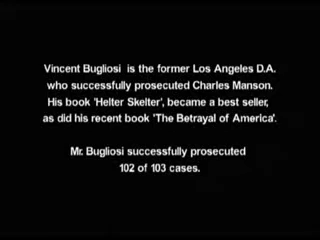 Vincent Bugliosi is the former Los Angeles D.A.
who successfully prosecuted Charles Manson.
His book 'Helter Skelter', became a best seller,
as did his recent book 'The Betrayal of America'.
Mr. Bugliosi successfully prosecuted
102 of 103 cases.